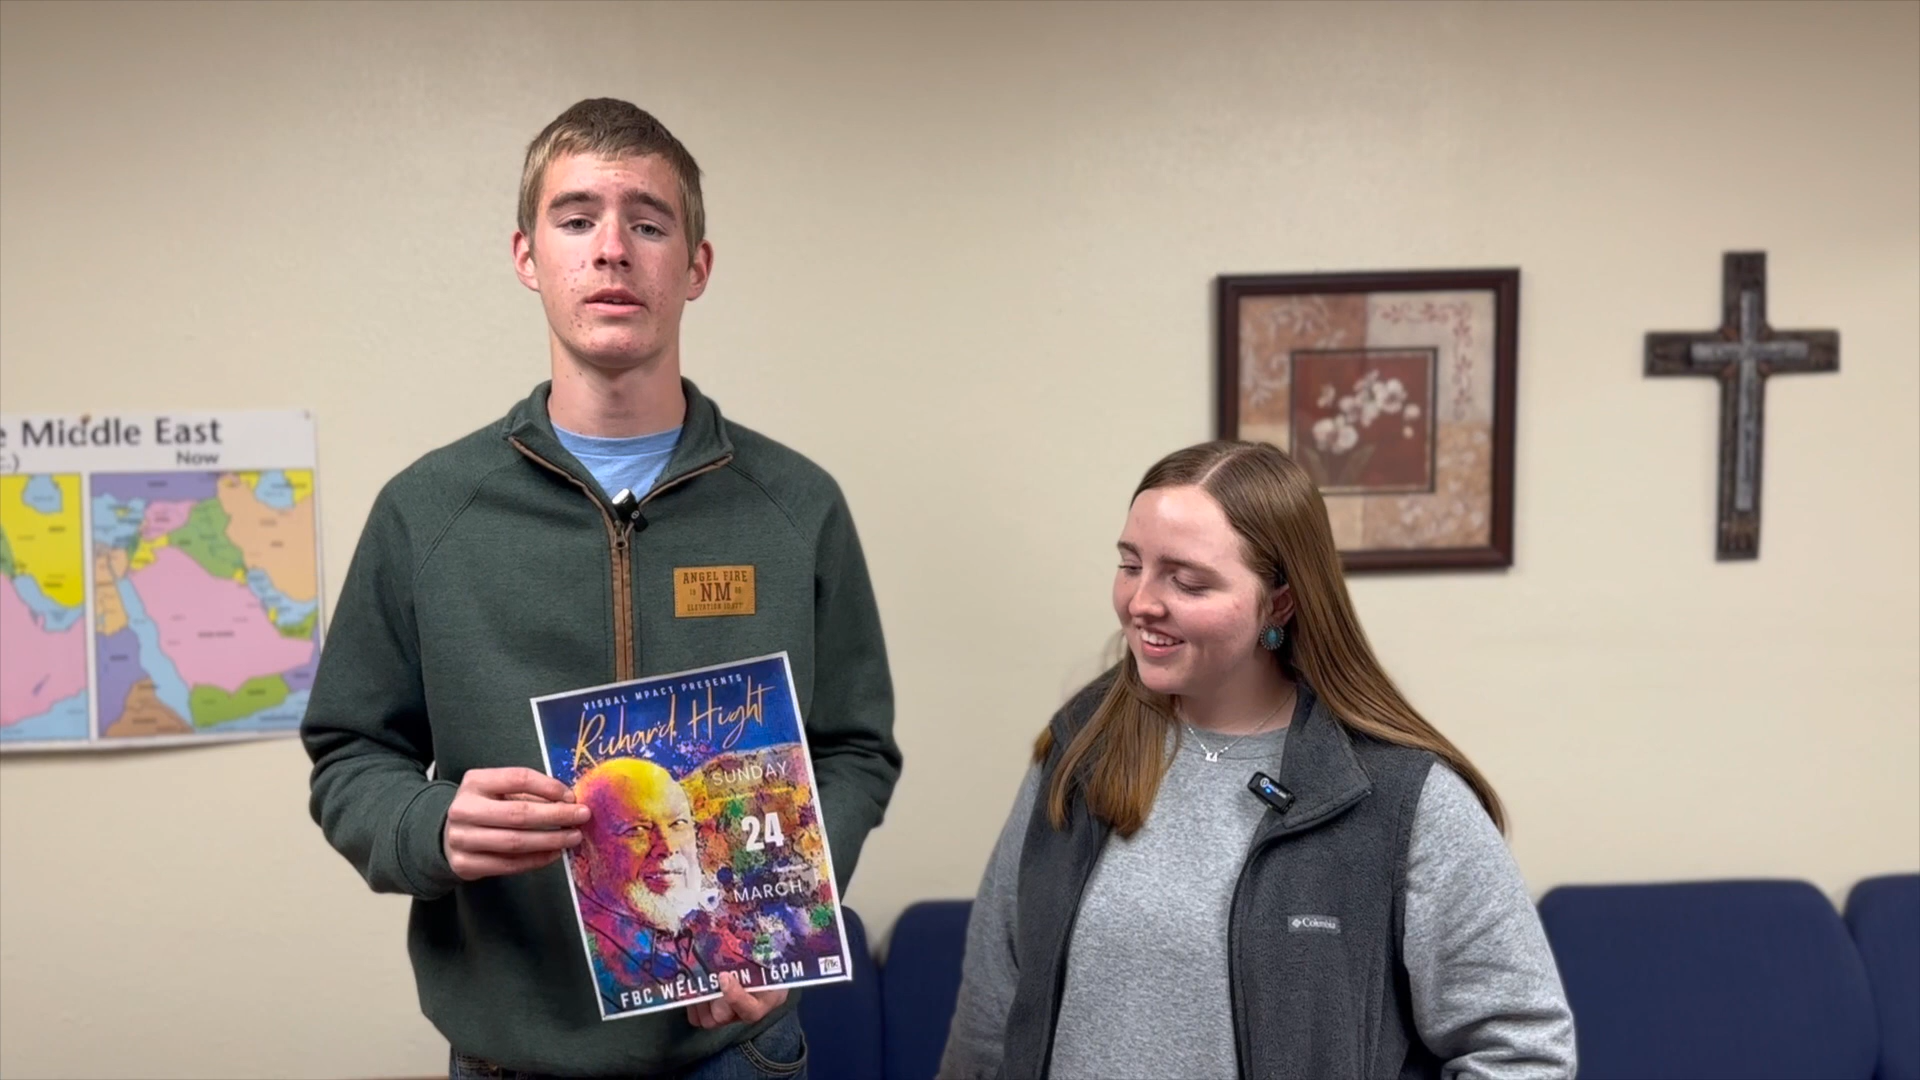 e Middle East
Now
ANGEL FIRE
NM
VISUAL MPACT PRESENTS
Richard Hight
SUNDAY
24
MARCH
FBC WELLSTON | 6PM
Columbia